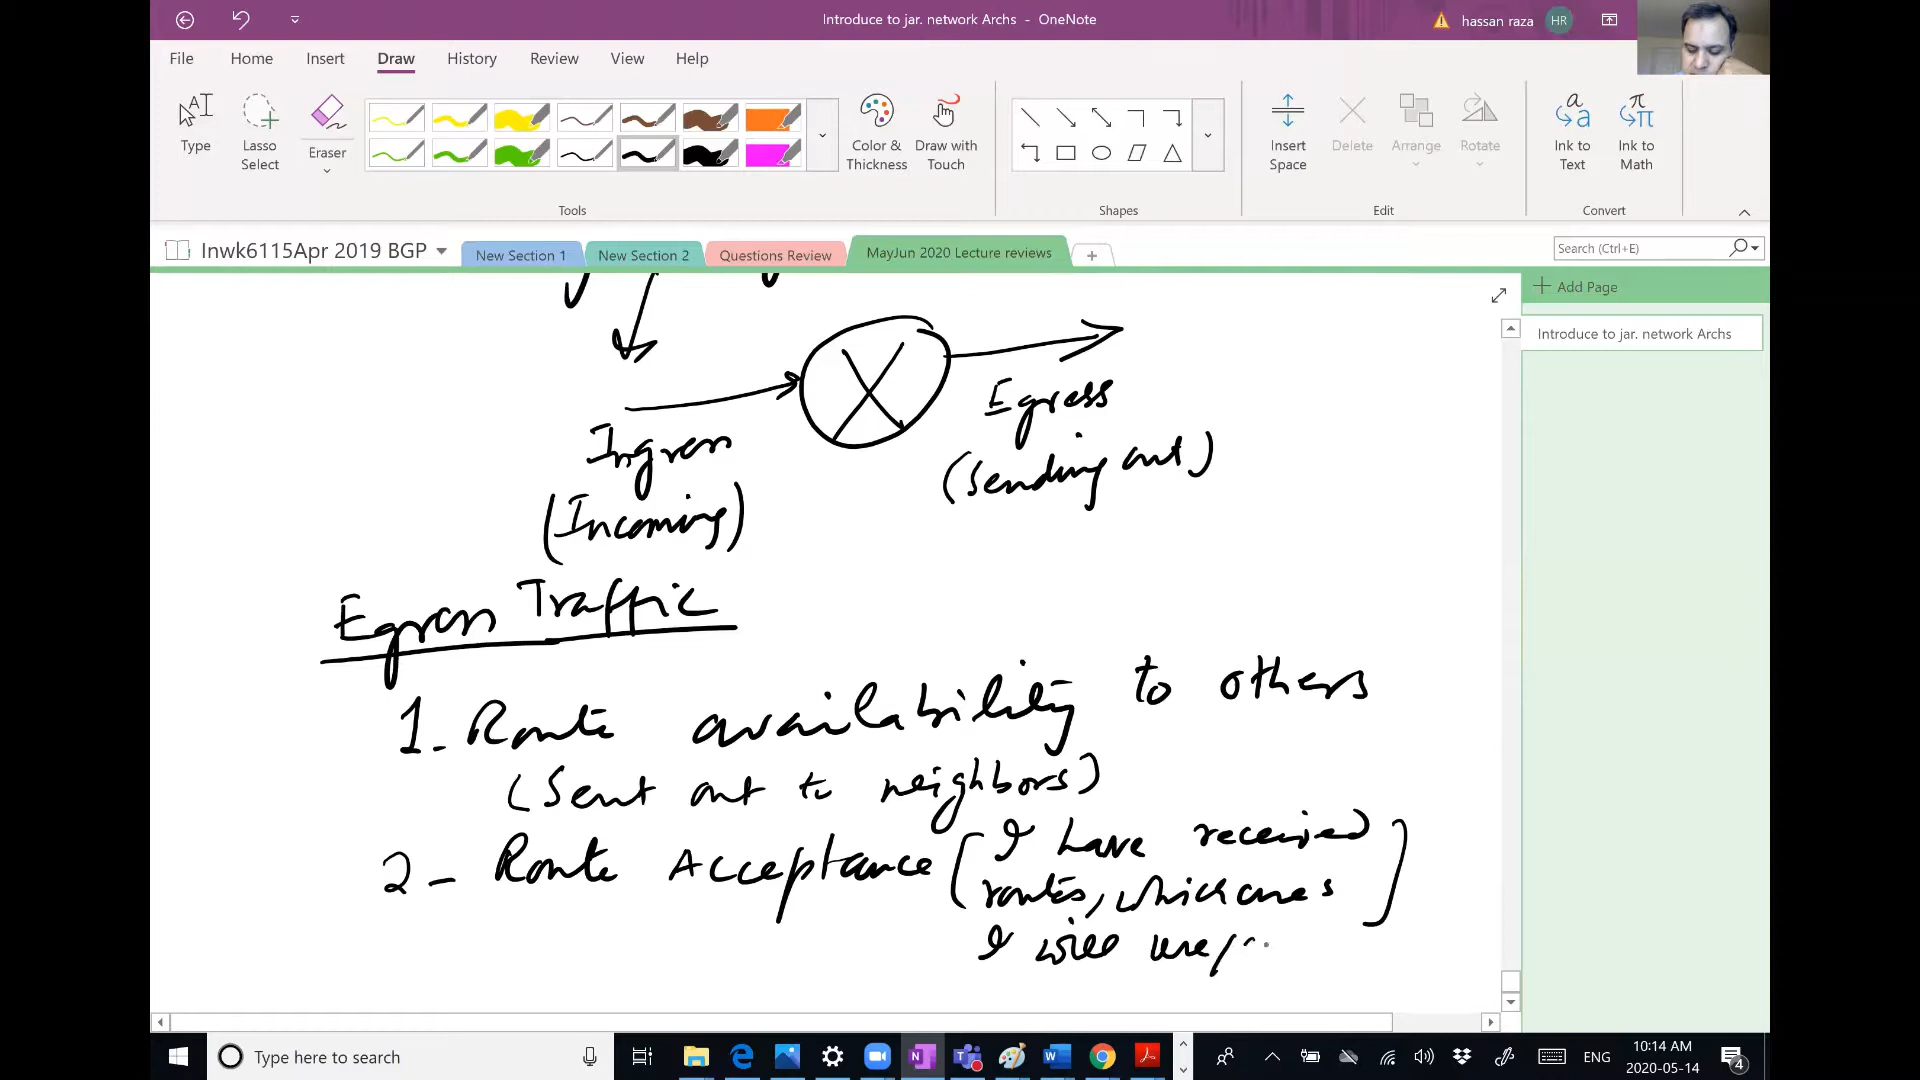 Introduce to jar. network Archs - OneNote
hassan raza HR
File Home Insert Draw History Review View Help
Type
Lasso Select
Eraser
Color & Thickness
Draw with Touch
Insert Space
Delete
Arrange
Rotate
Ink to Text
Ink to Math
Tools Shapes Edit Convert
Inwk6115Apr 2019 BGP New Section 1 New Section 2 Questions Review MayJun 2020 Lecture reviews + Search (Ctrl+E)
+ Add Page
Introduce to jar. network Archs
Ingress
(Incoming)
Egress
(Sending out)
Egress Traffic
1- Route availability to others
(Sent out to neighbors)
2- Route Acceptance (I have received
routes, which ones
I will use/
Type here to search
ENG
10:14 AM
2020-05-14
4